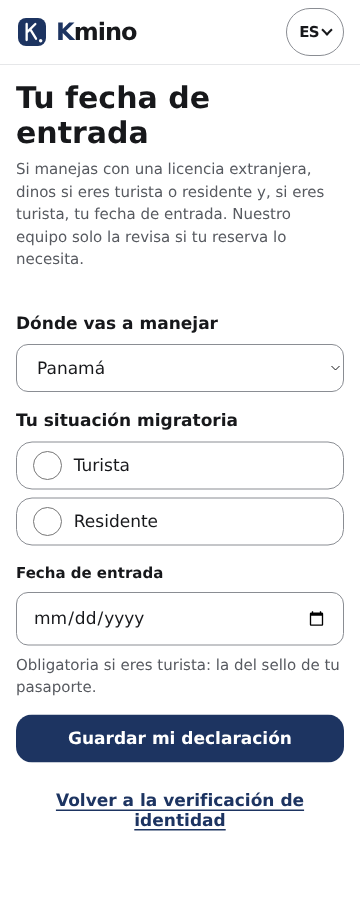 K. Kmino
ES
Tu fecha de
entrada
Si manejas con una licencia extranjera,
dinos si eres turista o residente y, si eres
turista, tu fecha de entrada. Nuestro
equipo solo la revisa si tu reserva lo
necesita.
Dónde vas a manejar
Panamá
Tu situación migratoria
Turista
Residente
Fecha de entrada
mm/dd/yyyy
Obligatoria si eres turista: la del sello de tu
pasaporte.
Guardar mi declaración
Volver a la verificación de
identidad